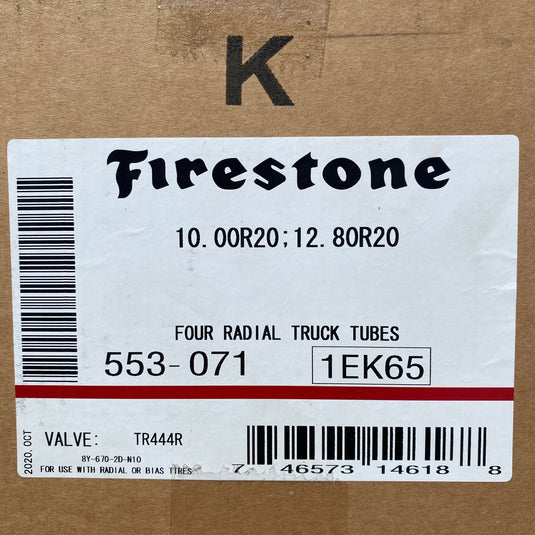 K
Firestone
10.00R20;12.80R20
FOUR RADIAL TRUCK TUBES
553-071 1EK65
VALVE: TR444R
8Y-670-2D-N10
FOR USE WITH RADIAL OR BIAS TIRES
7 46573 14618 8
2020.OCT